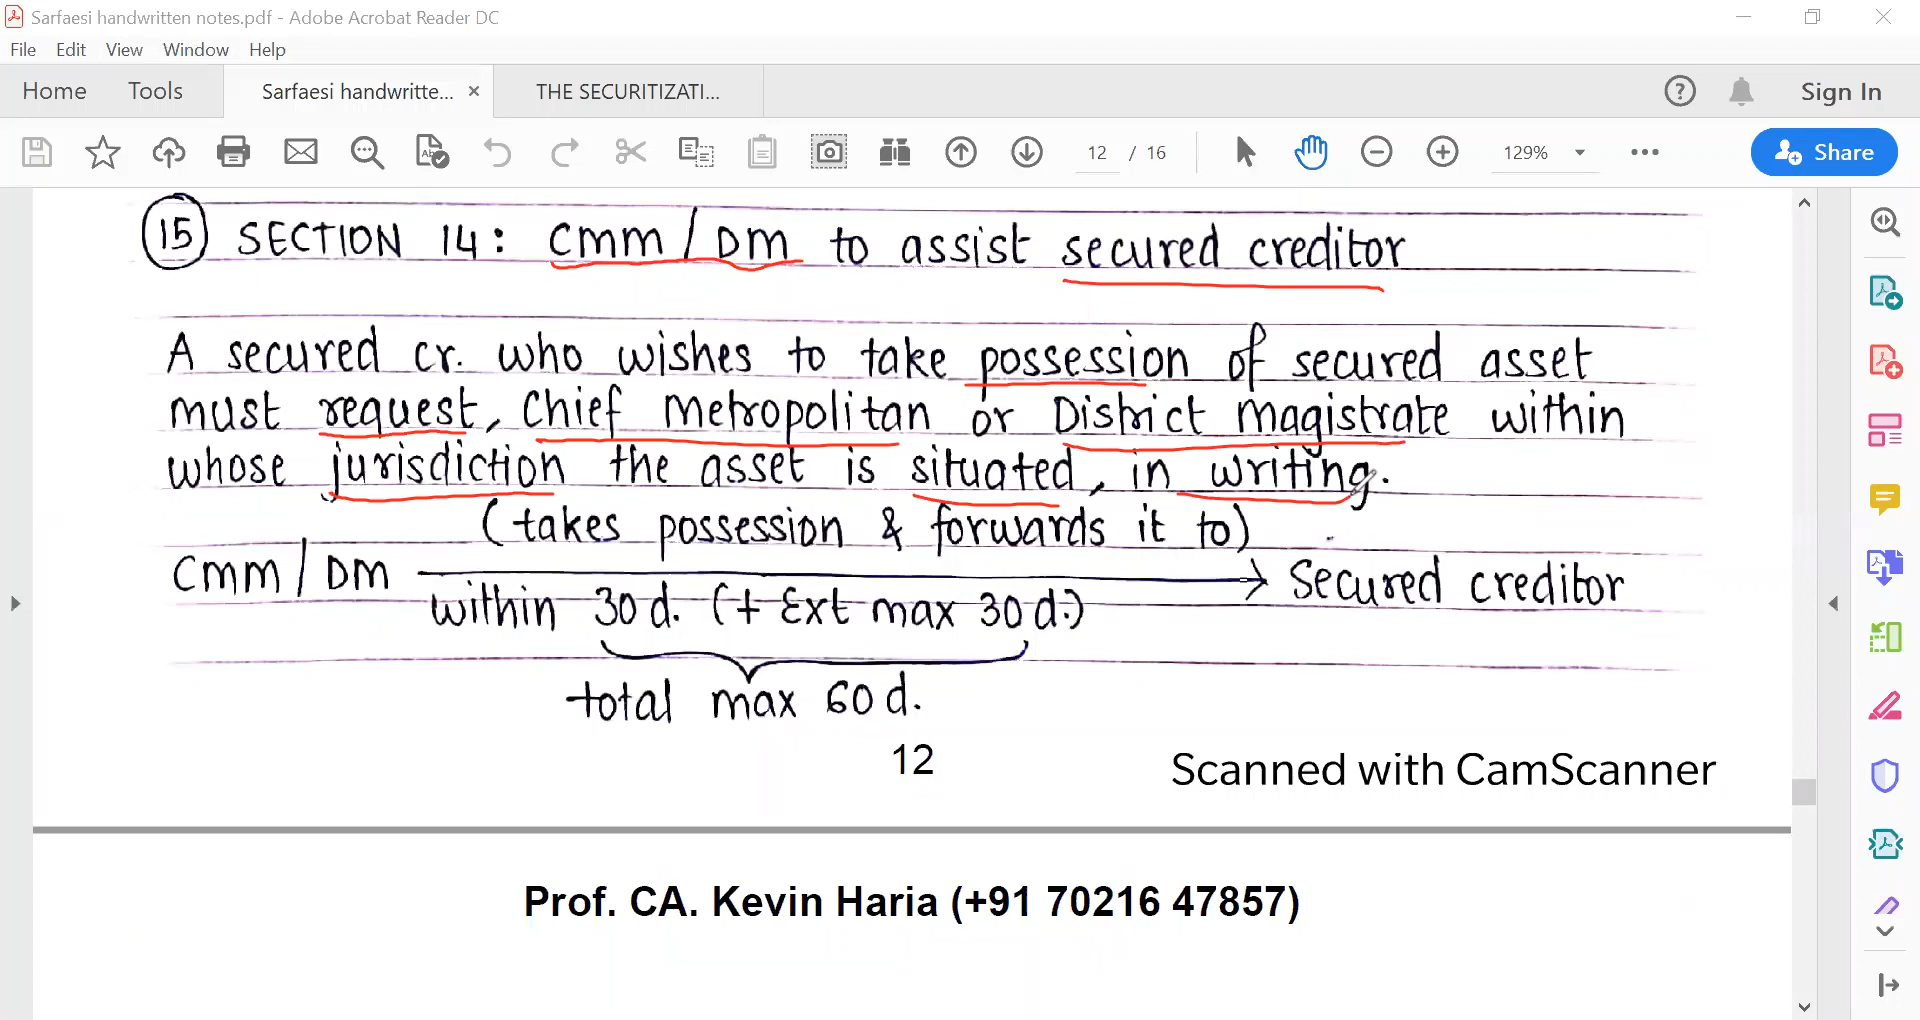 Sarfaesi handwritten notes.pdf - Adobe Acrobat Reader DC
File Edit View Window Help
Home Tools Sarfaesi handwritte... × THE SECURITIZATI... Sign In
12 / 16 129% Share
15 SECTION 14: CMM / DM to assist secured creditor
A secured cr. who wishes to take possession of secured asset
must request, Chief Metropolitan or District magistrate within
whose jurisdiction the asset is situated, in writing.
(takes possession & forwards it to)
CMM / DM → Secured creditor
within 30 d. (+ Ext max 30 d.)
total max 60 d.
12
Scanned with CamScanner
Prof. CA. Kevin Haria (+91 70216 47857)